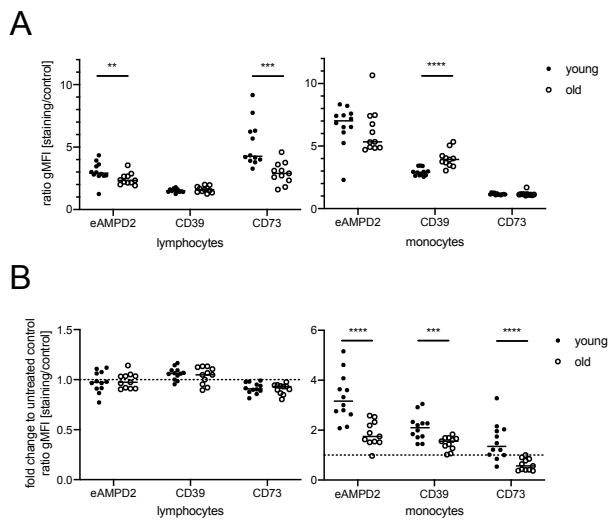 A
** ***
10
5
0
ratio gMFI [staining/control]
eAMPD2 CD39 CD73
lymphocytes
****
10
5
0
eAMPD2 CD39 CD73
monocytes
young
old
B
1.5
1.0
0.5
0.0
fold change to untreated control
ratio gMFI [staining/control]
eAMPD2 CD39 CD73
lymphocytes
**** *** ****
6
4
2
0
eAMPD2 CD39 CD73
monocytes
young
old